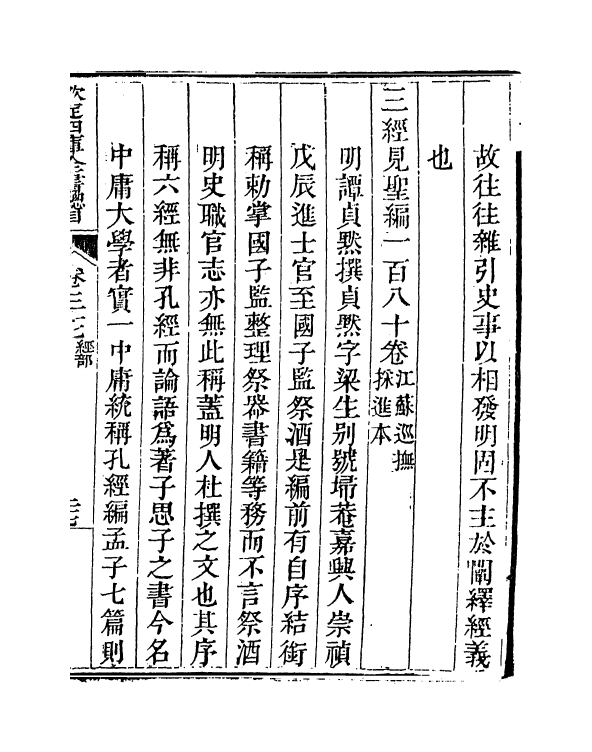 故往往雜引史事以相發明固不主於闡繹經義
也
三經見聖編一百八十卷江蘇巡撫
採進本
明譚貞黙撰貞黙字梁生别號埽菴嘉興人崇禎
戊辰進士官至國子監祭酒是編前有自序結銜
稱勅掌國子監整理祭器書籍等務而不言祭酒
明史職官志亦無此稱蓋明人杜撰之文也其序
稱六經無非孔經而論語爲著子思子之書今名
中庸大學者實一中庸統稱孔經編孟子七篇則
欽定四庫全書總目
卷三十七
經部